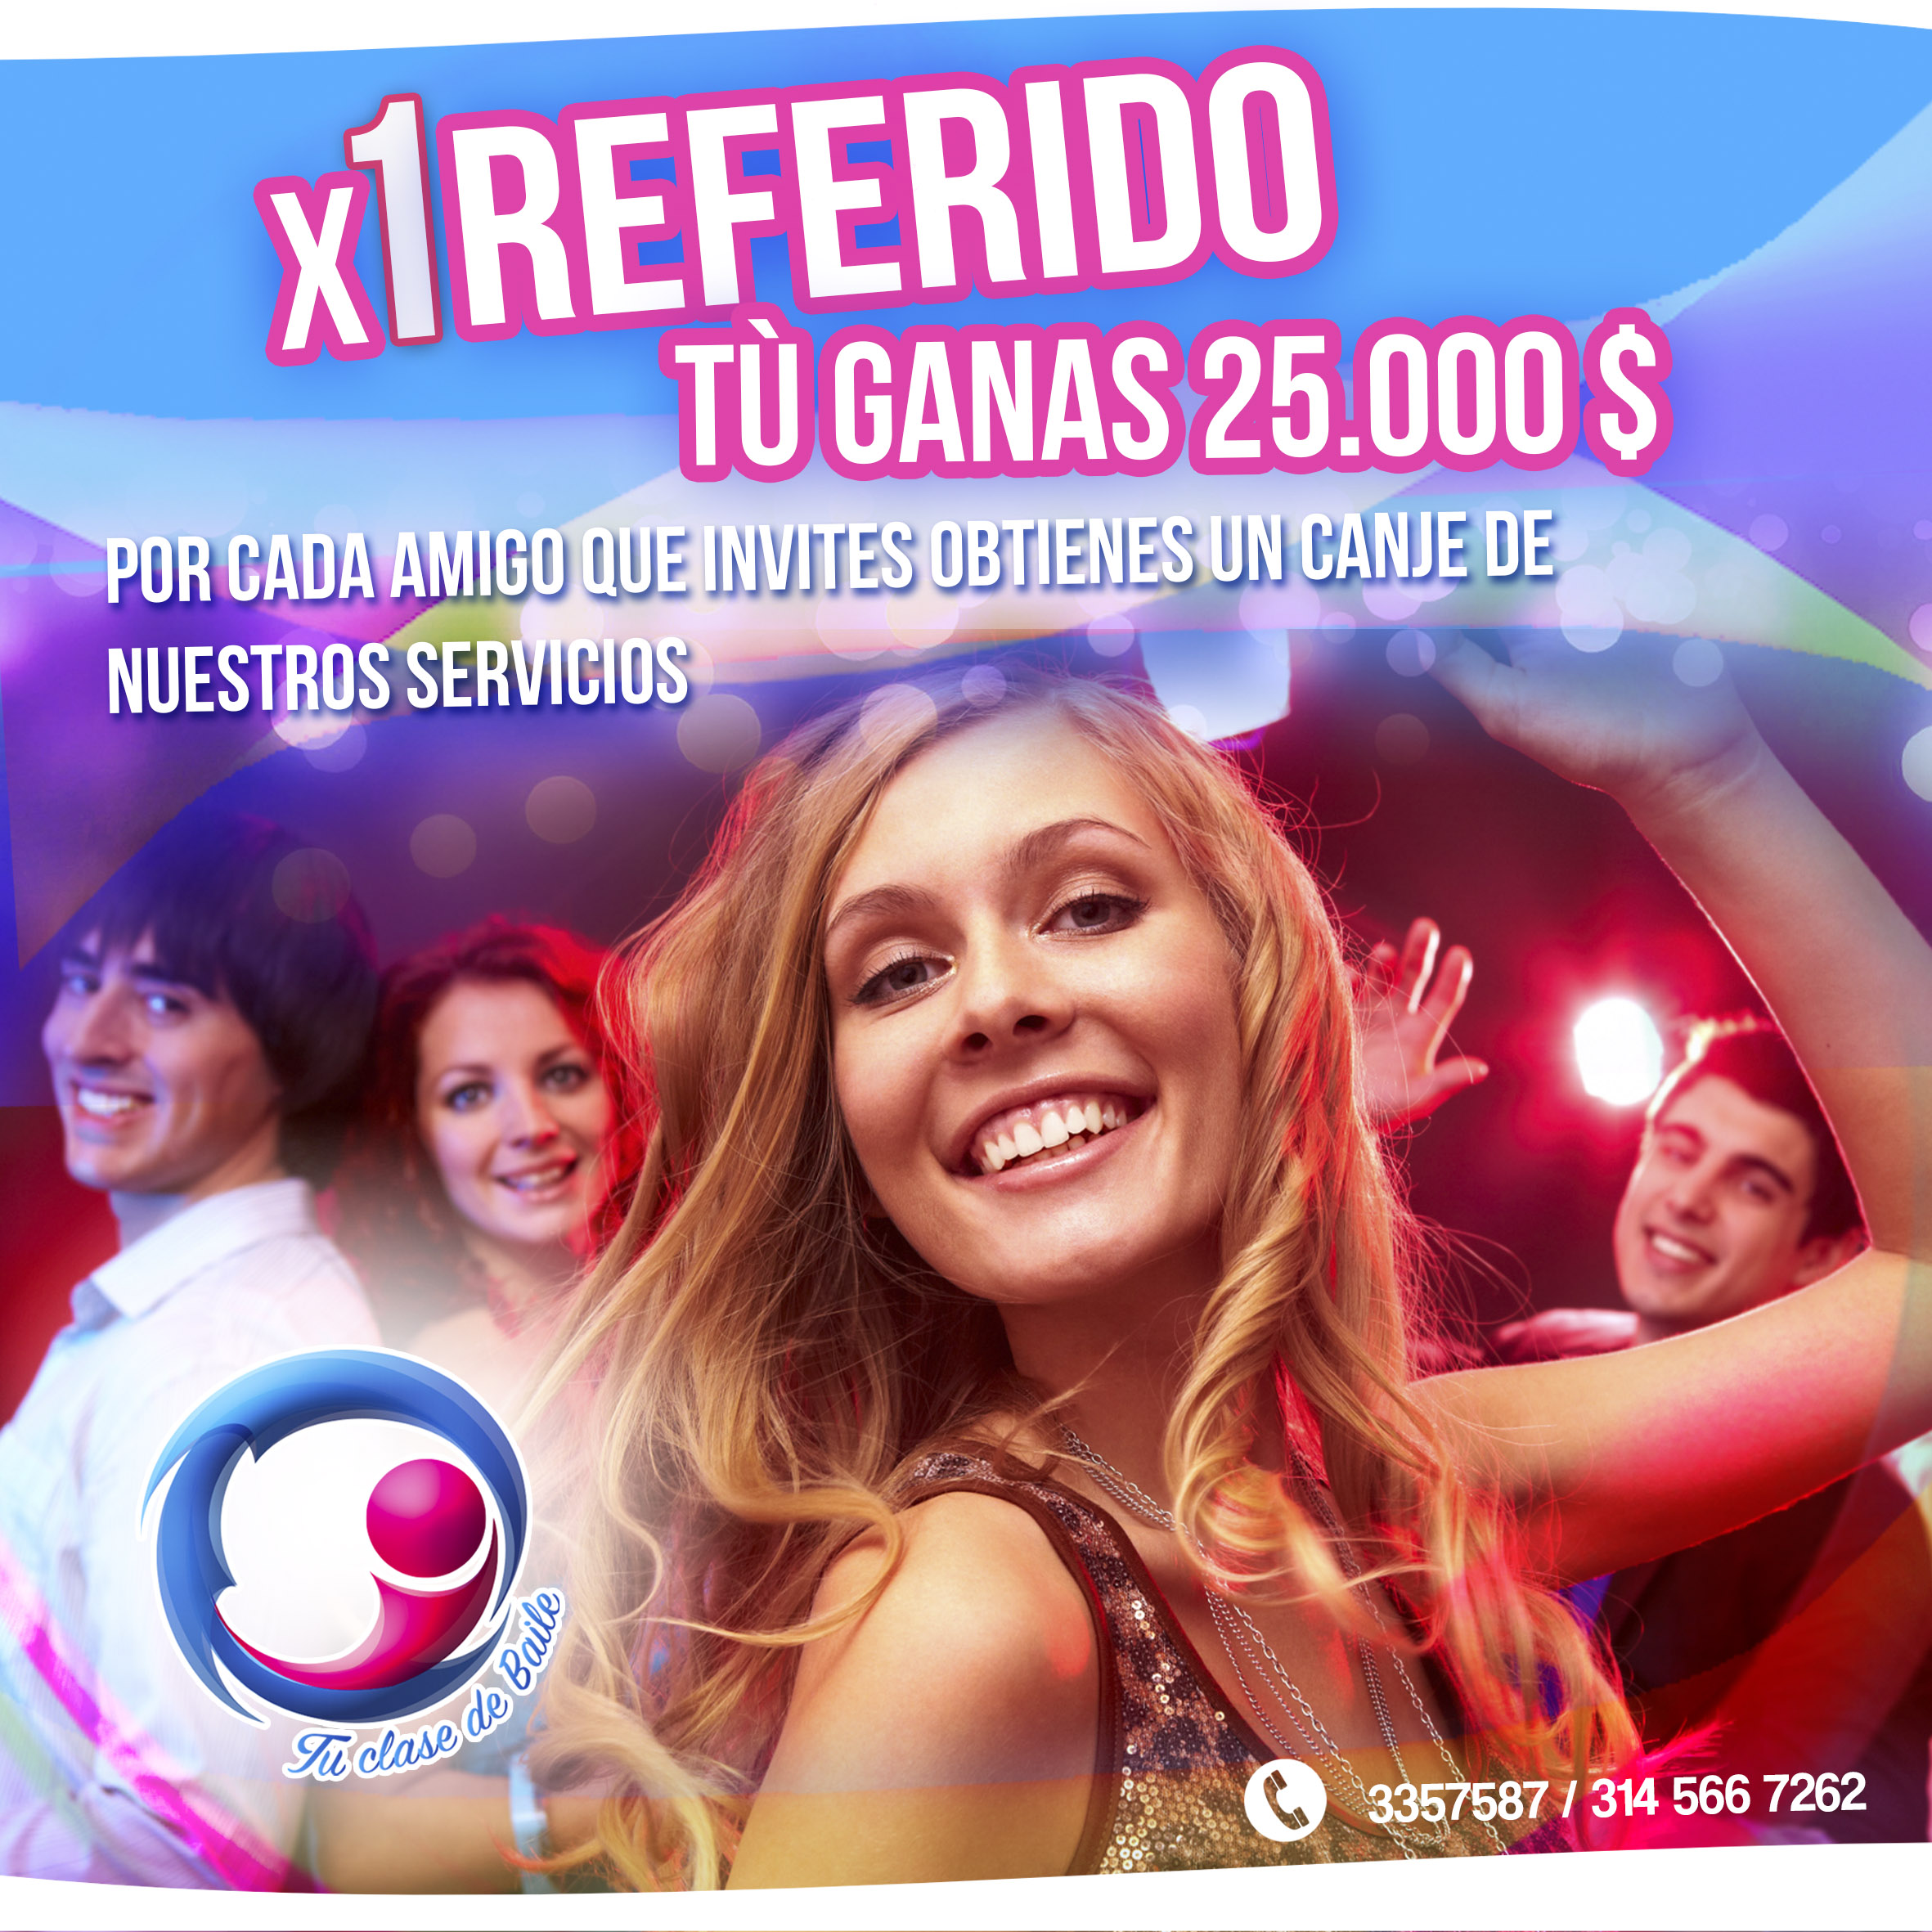 X1REFERIDO
TÙ GANAS 25.000 $
POR CADA AMIGO QUE INVITES OBTIENES UN CANJE DE
NUESTROS SERVICIOS
Tu clase de Baile
3357587 / 314 566 7262